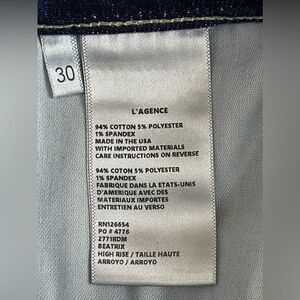 30
L'AGENCE
94% COTTON 5% POLYESTER
1% SPANDEX
MADE IN THE USA
WITH IMPORTED MATERIALS
CARE INSTRUCTIONS ON REVERSE
94% COTTON 5% POLYESTER
1% SPANDEX
FABRIQUE DANS LA ETATS-UNIS
D'AMERIQUE AVEC DES
MATERIAUX IMPORTES
ENTRETIEN AU VERSO
RN126654
PO # 4776
2771RDM
BEATRIX
HIGH RISE / TAILLE HAUTE
ARROYO / ARROYO